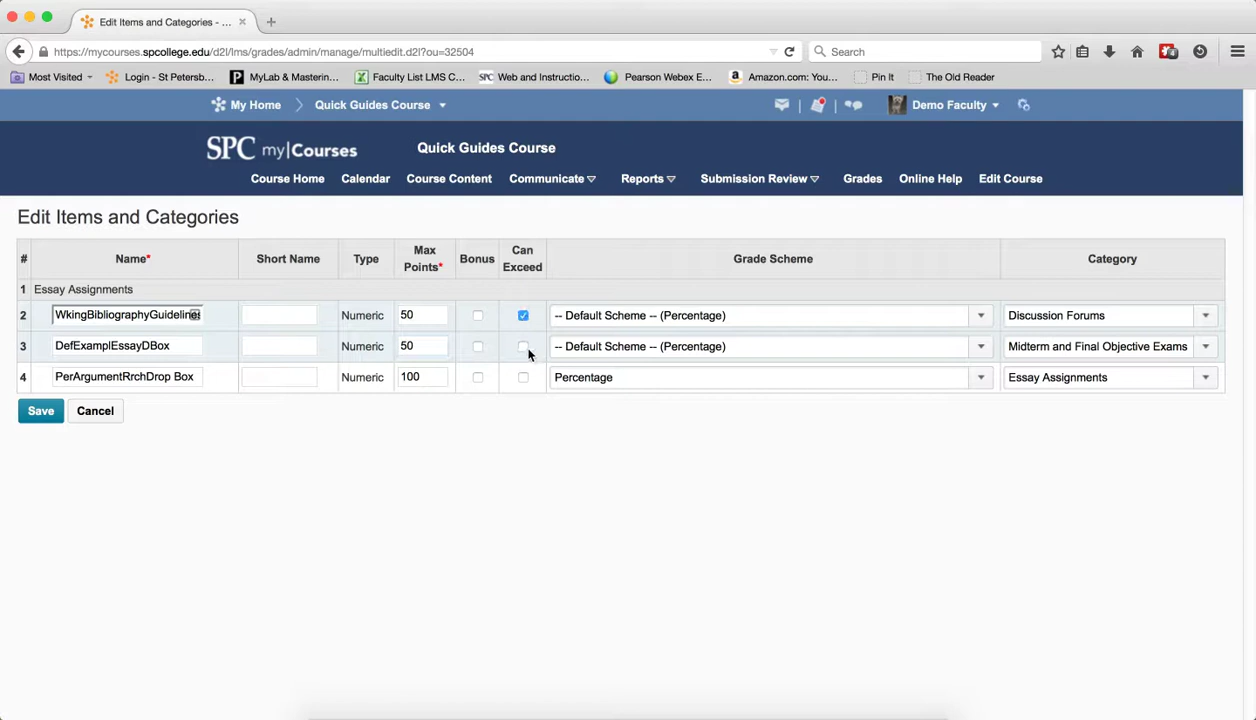 Edit Items and Categories - ...
https://mycourses.spcollege.edu/d2l/lms/grades/admin/manage/multiedit.d2l?ou=32504
Search
Most Visited
Login - St Petersb...
MyLab & Masterin...
Faculty List LMS C...
SPC Web and Instructio...
Pearson Webex E...
Amazon.com: You...
Pin It
The Old Reader
My Home
Quick Guides Course
Demo Faculty
SPC my|Courses
Quick Guides Course
Course Home Calendar Course Content Communicate Reports Submission Review Grades Online Help Edit Course
Edit Items and Categories
# Name* Short Name Type Max Points* Bonus Can Exceed Grade Scheme Category
1 Essay Assignments
2 WkingBibliographyGuidelines Numeric 50 -- Default Scheme -- (Percentage) Discussion Forums
3 DefExamplEssayDBox Numeric 50 -- Default Scheme -- (Percentage) Midterm and Final Objective Exams
4 PerArgumentRrchDrop Box Numeric 100 Percentage Essay Assignments
Save Cancel